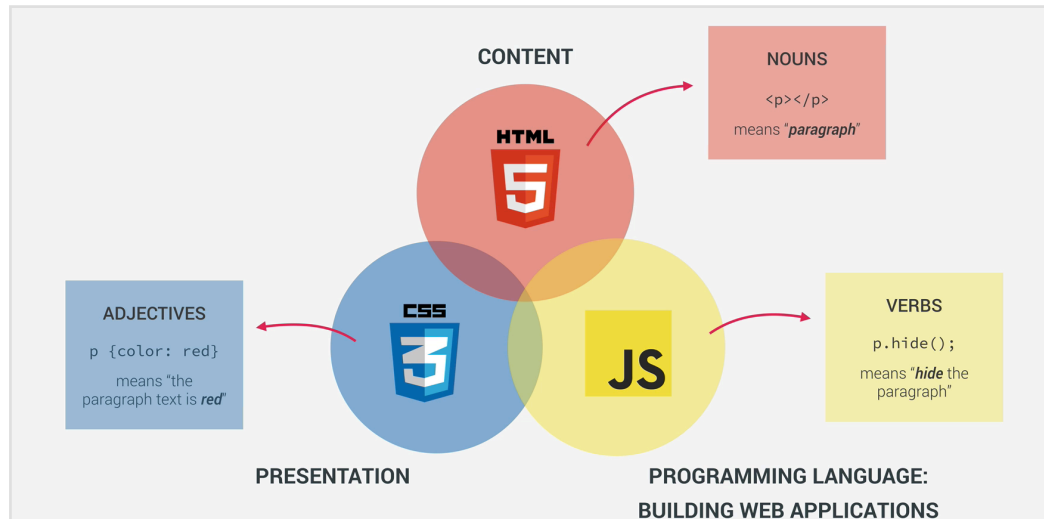 CONTENT
HTML
5
NOUNS
<p></p>
means “paragraph”
CSS
3
ADJECTIVES
p {color: red}
means “the
paragraph text is red”
JS
VERBS
p.hide();
means “hide the
paragraph”
PRESENTATION
PROGRAMMING LANGUAGE:
BUILDING WEB APPLICATIONS